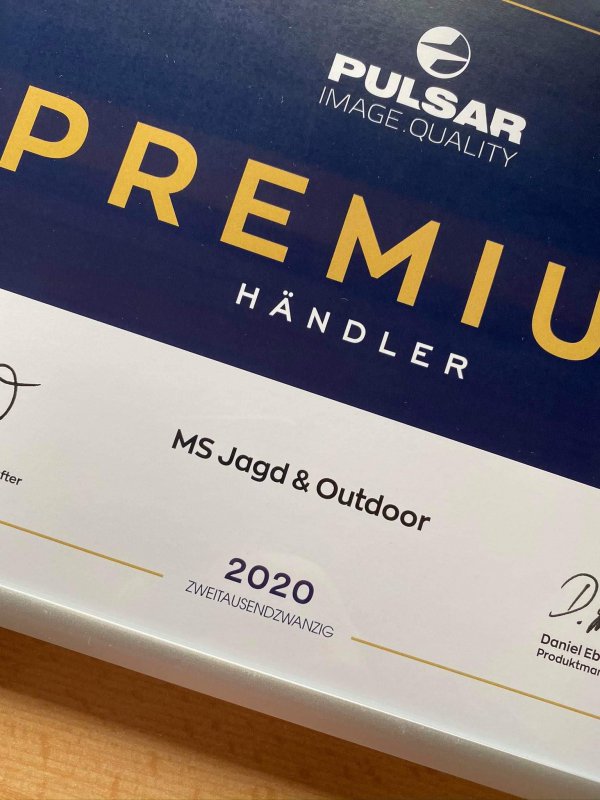 PULSAR
IMAGE.QUALITY
PREMIU
HÄNDLER
MS Jagd & Outdoor
2020
ZWEITAUSENDZWANZIG
Daniel